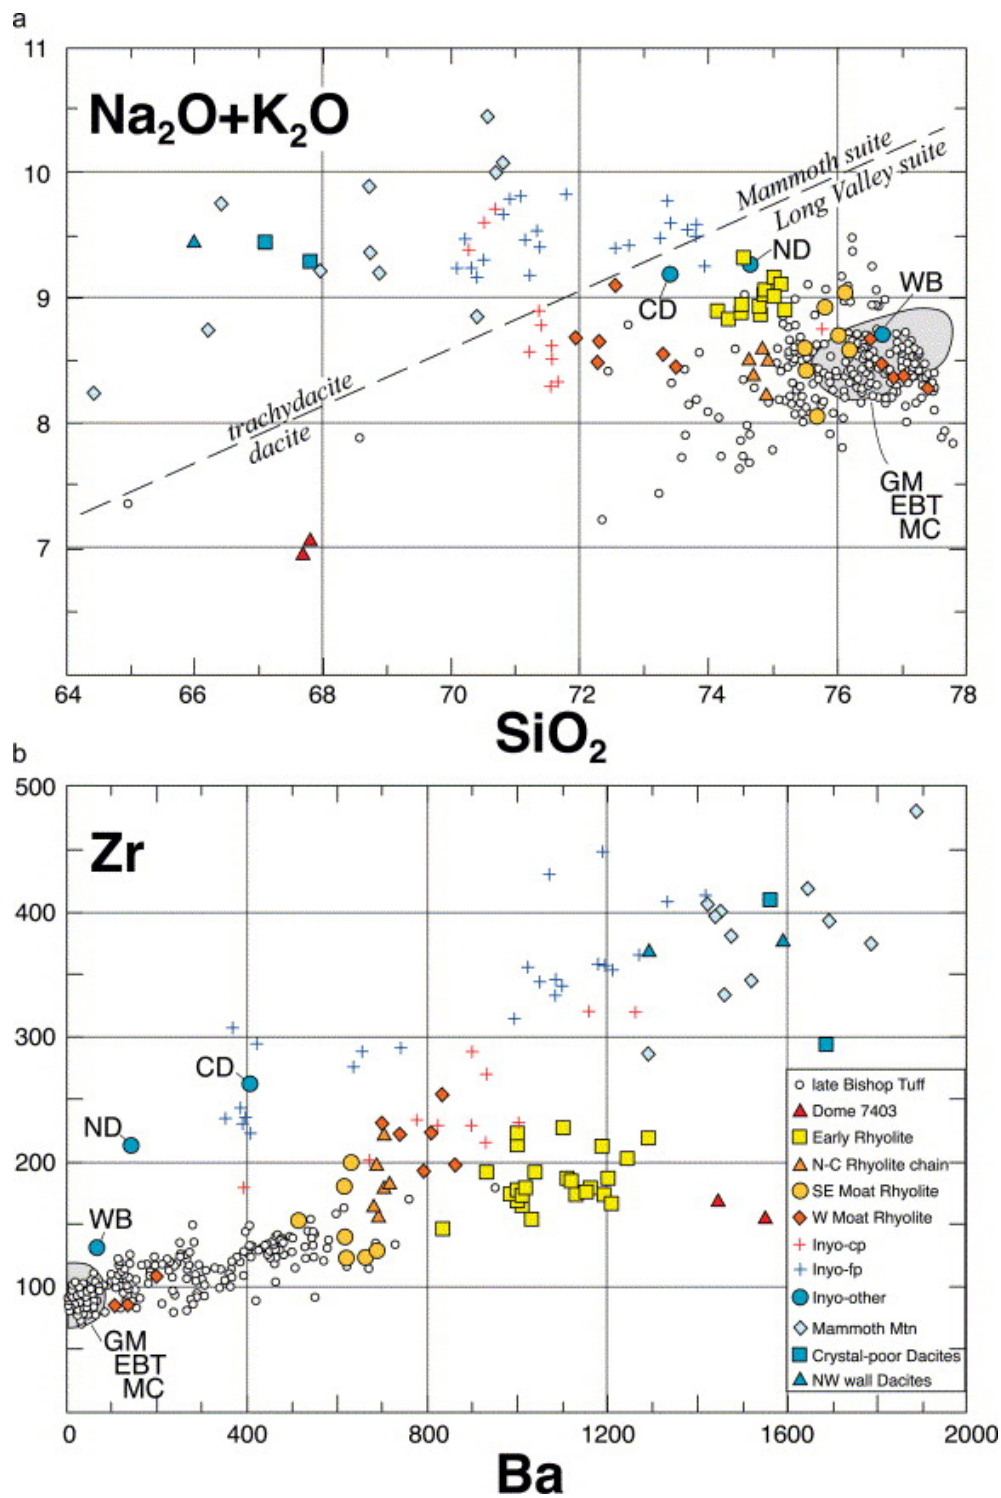 a
11
Na₂O+K₂O
10
Mammoth suite
Long Valley suite
ND
9
CD
WB
trachydacite
dacite
8
GM
EBT
MC
7
64
66
68
70
72
74
76
78
SiO₂
b
500
Zr
400
300
CD
ND
200
WB
100
GM
EBT
MC
late Bishop Tuff
Dome 7403
Early Rhyolite
N-C Rhyolite chain
SE Moat Rhyolite
W Moat Rhyolite
Inyo-cp
Inyo-fp
Inyo-other
Mammoth Mtn
Crystal-poor Dacites
NW wall Dacites
0
400
800
1200
1600
2000
Ba